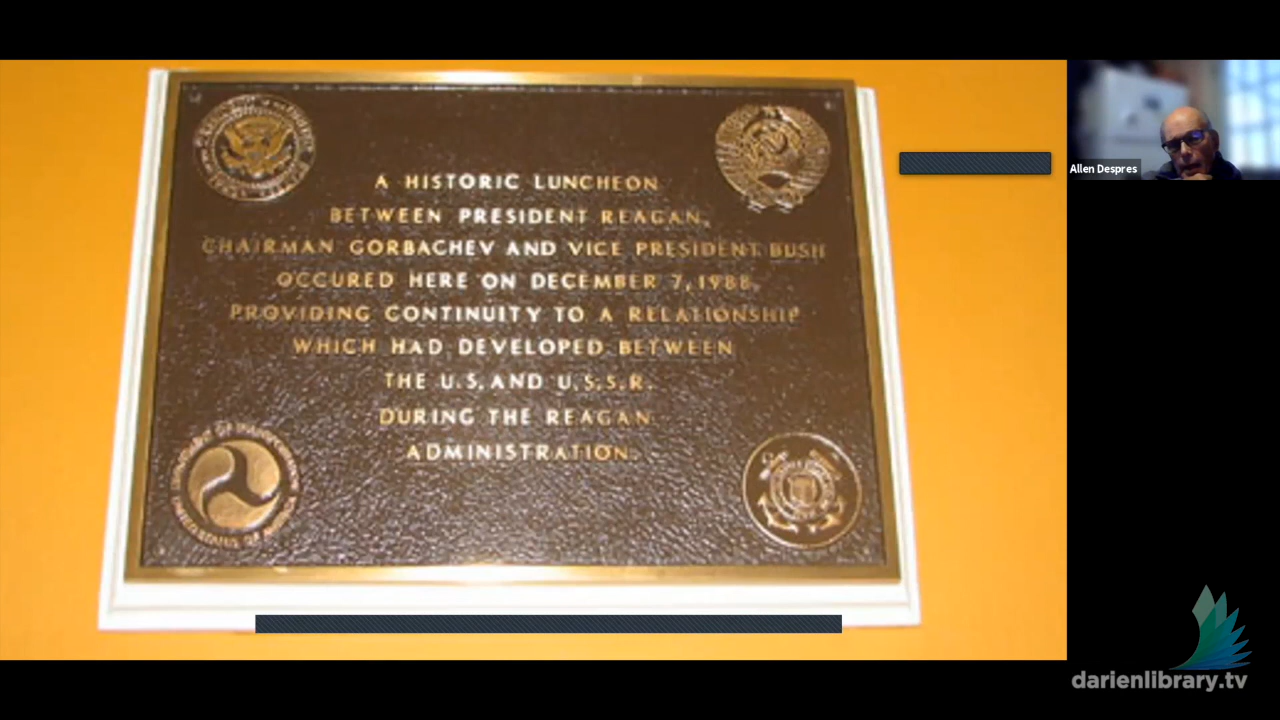 A HISTORIC LUNCHEON
BETWEEN PRESIDENT REAGAN,
CHAIRMAN GORBACHEV AND VICE PRESIDENT BUSH
OCCURED HERE ON DECEMBER 7, 1988,
PROVIDING CONTINUITY TO A RELATIONSHIP
WHICH HAD DEVELOPED BETWEEN
THE U.S. AND U.S.S.R.
DURING THE REAGAN
ADMINISTRATION.
Allen Despres
darienlibrary.tv